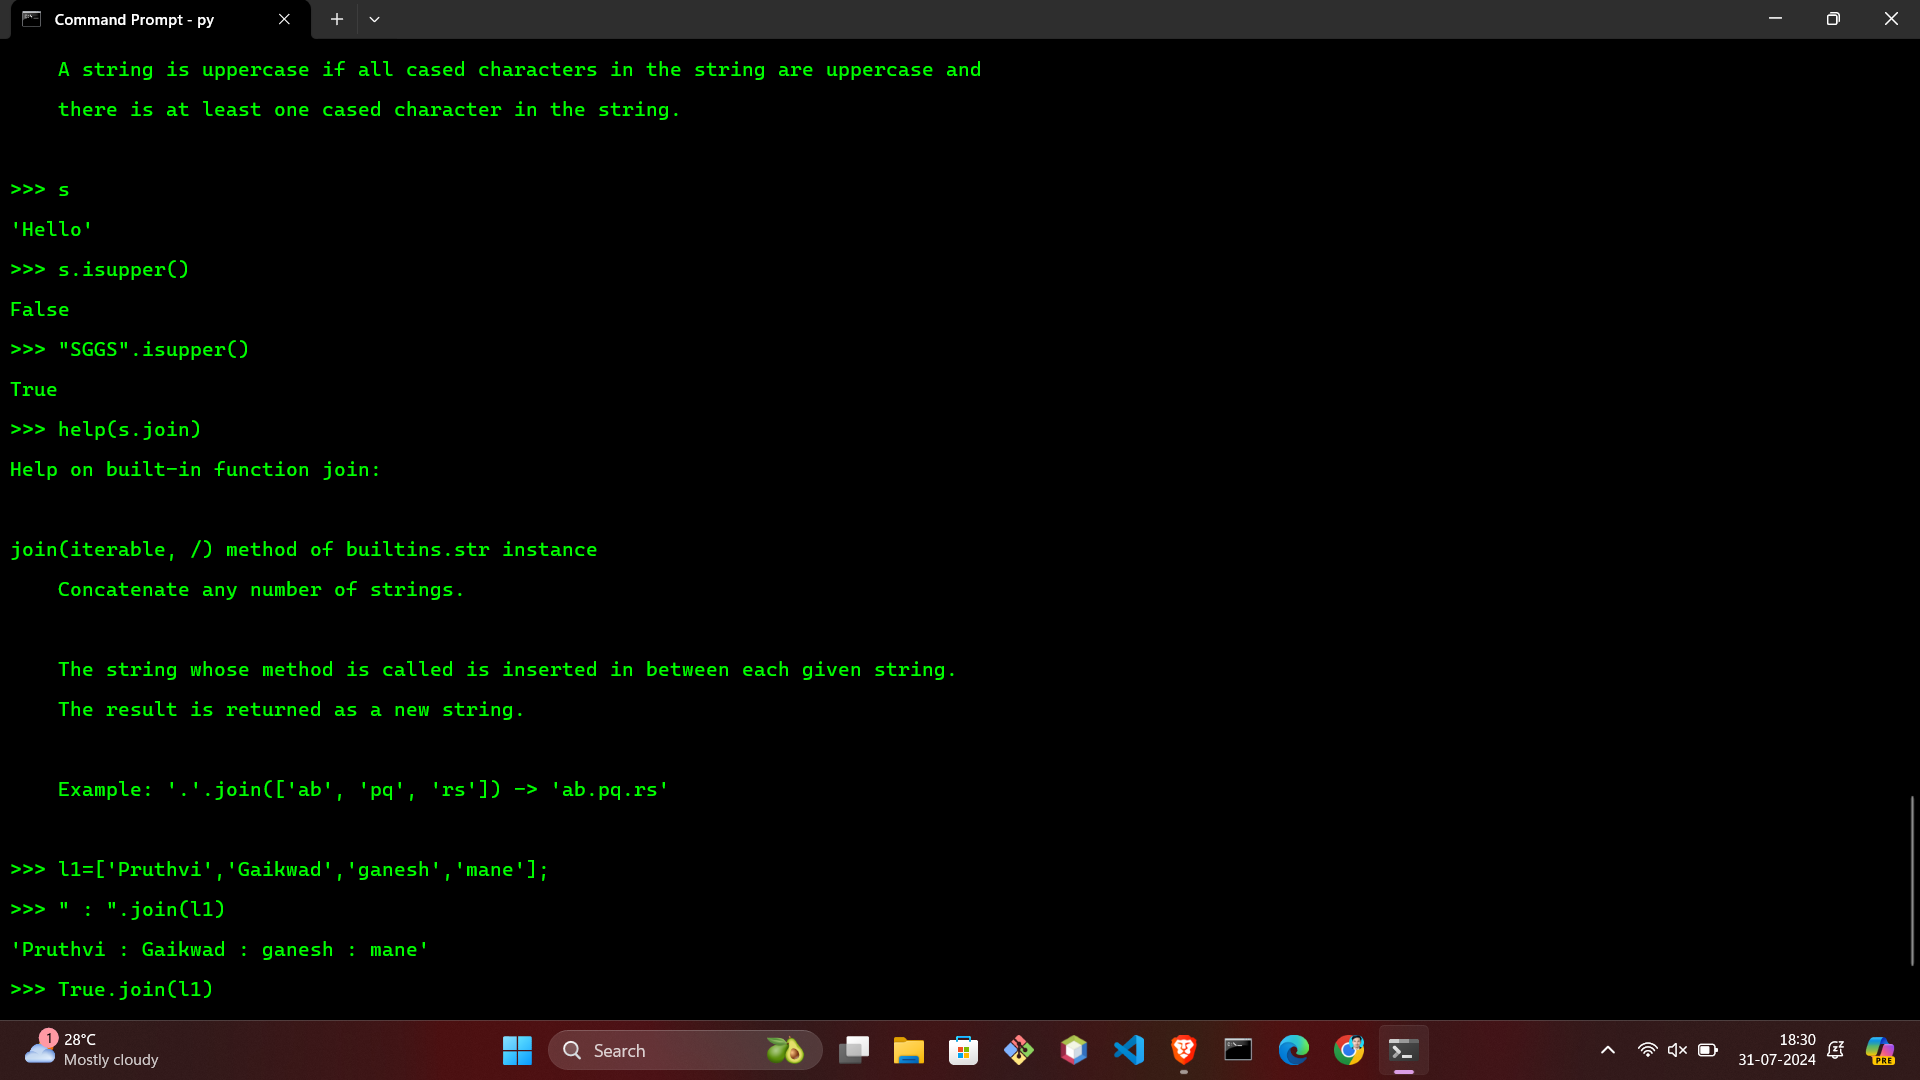 Command Prompt - py
    A string is uppercase if all cased characters in the string are uppercase and
    there is at least one cased character in the string.
>>> s
'Hello'
>>> s.isupper()
False
>>> "SGGS".isupper()
True
>>> help(s.join)
Help on built-in function join:
join(iterable, /) method of builtins.str instance
    Concatenate any number of strings.
    The string whose method is called is inserted in between each given string.
    The result is returned as a new string.
    Example: '.'.join(['ab', 'pq', 'rs']) -> 'ab.pq.rs'
>>> l1=['Pruthvi','Gaikwad','ganesh','mane'];
>>> " : ".join(l1)
'Pruthvi : Gaikwad : ganesh : mane'
>>> True.join(l1)
1
28°C
Mostly cloudy
Search
18:30
31-07-2024
PRE